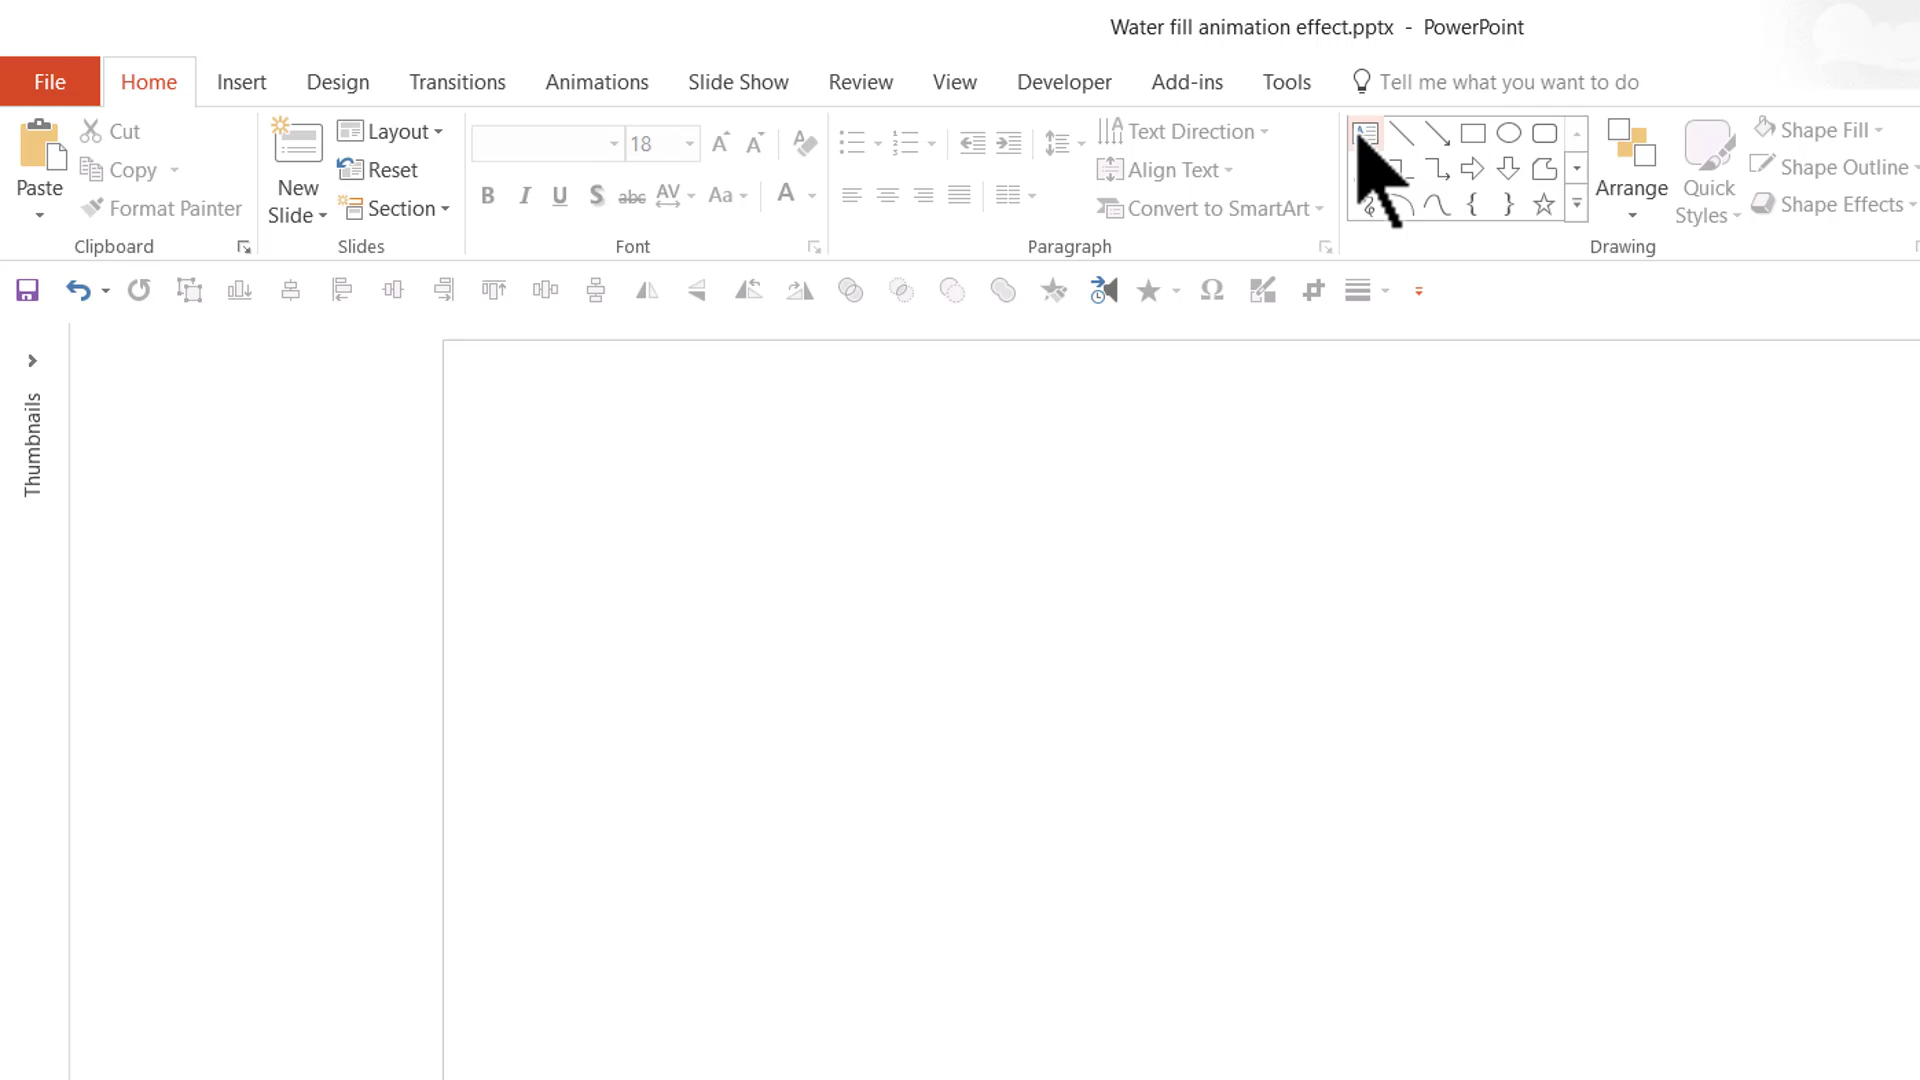 Water fill animation effect.pptx - PowerPoint
File Home Insert Design Transitions Animations Slide Show Review View Developer Add-ins Tools Tell me what you want to do
Paste
Cut
Copy
Format Painter
Clipboard
New
Slide
Layout
Reset
Section
Slides
18
B I U S abc AV Aa A
Font
Text Direction
Align Text
Convert to SmartArt
Paragraph
Arrange
Quick
Styles
Shape Fill
Shape Outline
Shape Effects
Drawing
Thumbnails